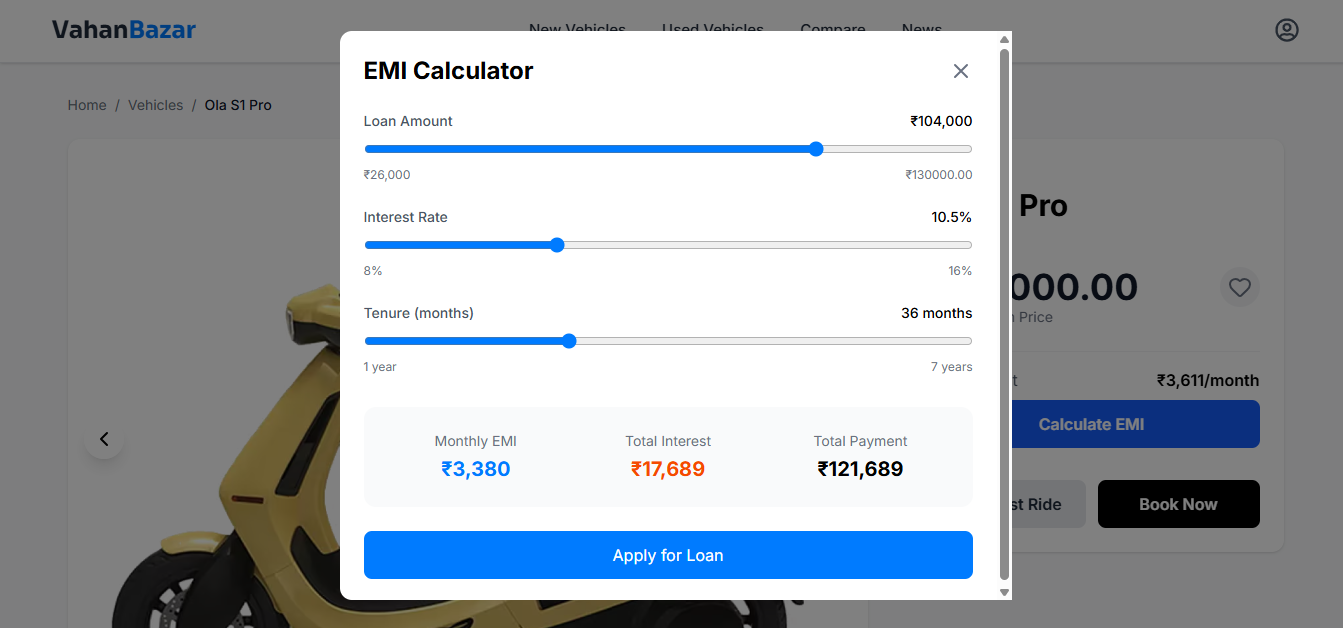 VahanBazar
New Vehicles Used Vehicles Compare News
Home / Vehicles / Ola S1 Pro
EMI Calculator
Loan Amount ₹104,000
₹26,000 ₹130000.00
Interest Rate 10.5%
8% 16%
Tenure (months) 36 months
1 year 7 years
Monthly EMI Total Interest Total Payment
₹3,380 ₹17,689 ₹121,689
Apply for Loan
Pro
000.00
Price
₹3,611/month
Calculate EMI
Ride
Book Now